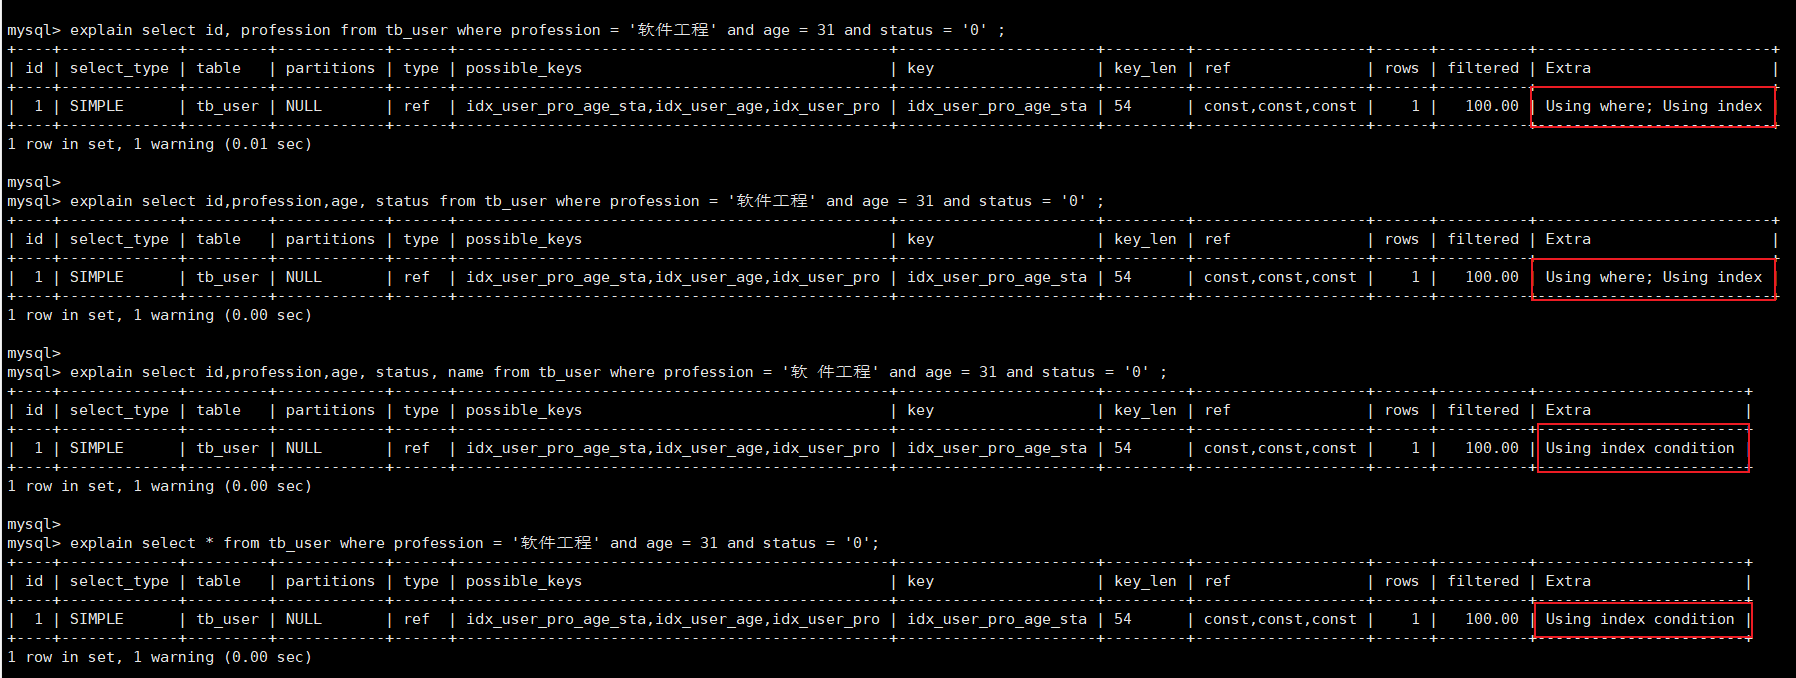 mysql> explain select id, profession from tb_user where profession = '软件工程' and age = 31 and status = '0' ;
+----+-------------+---------+------------+------+------------------------------------------------+----------------------+---------+-------------------+------+----------+--------------------------+
| id | select_type | table   | partitions | type | possible_keys                                  | key                  | key_len | ref               | rows | filtered | Extra                    |
+----+-------------+---------+------------+------+------------------------------------------------+----------------------+---------+-------------------+------+----------+--------------------------+
|  1 | SIMPLE      | tb_user | NULL       | ref  | idx_user_pro_age_sta,idx_user_age,idx_user_pro | idx_user_pro_age_sta | 54      | const,const,const |    1 |   100.00 | Using where; Using index |
+----+-------------+---------+------------+------+------------------------------------------------+----------------------+---------+-------------------+------+----------+--------------------------+
1 row in set, 1 warning (0.01 sec)
mysql>
mysql> explain select id,profession,age, status from tb_user where profession = '软件工程' and age = 31 and status = '0' ;
+----+-------------+---------+------------+------+------------------------------------------------+----------------------+---------+-------------------+------+----------+--------------------------+
| id | select_type | table   | partitions | type | possible_keys                                  | key                  | key_len | ref               | rows | filtered | Extra                    |
+----+-------------+---------+------------+------+------------------------------------------------+----------------------+---------+-------------------+------+----------+--------------------------+
|  1 | SIMPLE      | tb_user | NULL       | ref  | idx_user_pro_age_sta,idx_user_age,idx_user_pro | idx_user_pro_age_sta | 54      | const,const,const |    1 |   100.00 | Using where; Using index |
+----+-------------+---------+------------+------+------------------------------------------------+----------------------+---------+-------------------+------+----------+--------------------------+
1 row in set, 1 warning (0.00 sec)
mysql>
mysql> explain select id,profession,age, status, name from tb_user where profession = '软 件工程' and age = 31 and status = '0' ;
+----+-------------+---------+------------+------+------------------------------------------------+----------------------+---------+-------------------+------+----------+-----------------------+
| id | select_type | table   | partitions | type | possible_keys                                  | key                  | key_len | ref               | rows | filtered | Extra                 |
+----+-------------+---------+------------+------+------------------------------------------------+----------------------+---------+-------------------+------+----------+-----------------------+
|  1 | SIMPLE      | tb_user | NULL       | ref  | idx_user_pro_age_sta,idx_user_age,idx_user_pro | idx_user_pro_age_sta | 54      | const,const,const |    1 |   100.00 | Using index condition |
+----+-------------+---------+------------+------+------------------------------------------------+----------------------+---------+-------------------+------+----------+-----------------------+
1 row in set, 1 warning (0.00 sec)
mysql>
mysql> explain select * from tb_user where profession = '软件工程' and age = 31 and status = '0';
+----+-------------+---------+------------+------+------------------------------------------------+----------------------+---------+-------------------+------+----------+-----------------------+
| id | select_type | table   | partitions | type | possible_keys                                  | key                  | key_len | ref               | rows | filtered | Extra                 |
+----+-------------+---------+------------+------+------------------------------------------------+----------------------+---------+-------------------+------+----------+-----------------------+
|  1 | SIMPLE      | tb_user | NULL       | ref  | idx_user_pro_age_sta,idx_user_age,idx_user_pro | idx_user_pro_age_sta | 54      | const,const,const |    1 |   100.00 | Using index condition |
+----+-------------+---------+------------+------+------------------------------------------------+----------------------+---------+-------------------+------+----------+-----------------------+
1 row in set, 1 warning (0.00 sec)